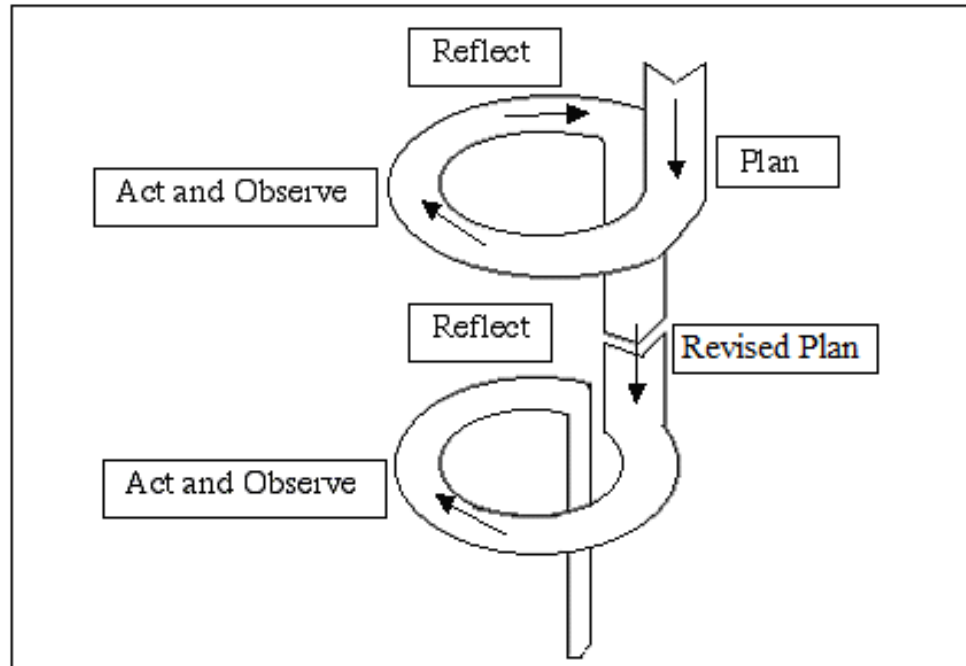 Reflect
Plan
Act and Observe
Reflect
Revised Plan
Act and Observe